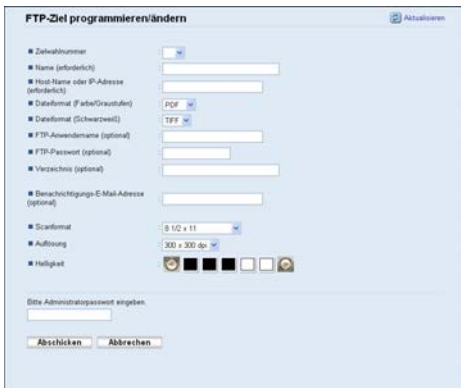 FTP-Ziel programmieren/ändern
Aktualisieren
Zielwahlnummer
Name (erforderlich)
Host-Name oder IP-Adresse
(erforderlich)
Dateiformat (Farbe/Graustufen) : PDF
Dateiformat (Schwarzweiß) : TIFF
FTP-Anwendername (optional)
FTP-Passwort (optional)
Verzeichnis (optional)
Benachrichtigungs-E-Mail-Adresse
(optional)
Scanformat : 8 1/2 x 11
Auflösung : 300 x 300 dpi
Helligkeit :
Bitte Administratorpasswort eingeben.
Abschicken Abbrechen